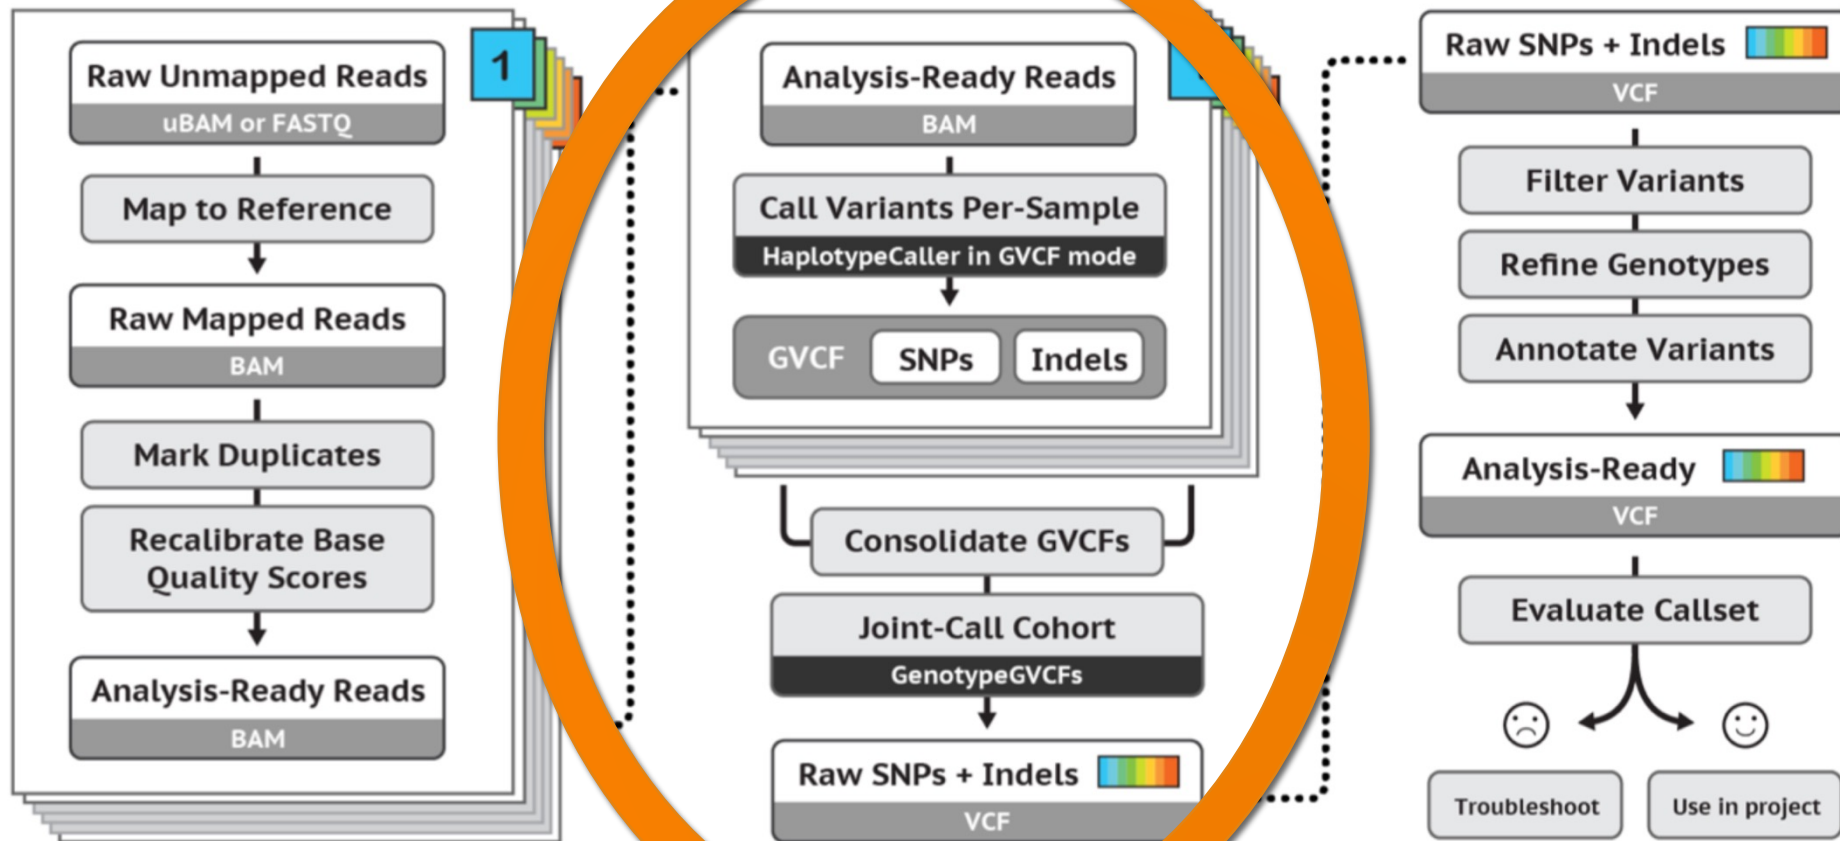 1
Raw Unmapped Reads
uBAM or FASTQ
Map to Reference
Raw Mapped Reads
BAM
Mark Duplicates
Recalibrate Base
Quality Scores
Analysis-Ready Reads
BAM
Analysis-Ready Reads
BAM
Call Variants Per-Sample
HaplotypeCaller in GVCF mode
GVCF SNPs Indels
Consolidate GVCFs
Joint-Call Cohort
GenotypeGVCFs
Raw SNPs + Indels
VCF
Raw SNPs + Indels
VCF
Filter Variants
Refine Genotypes
Annotate Variants
Analysis-Ready
VCF
Evaluate Callset
Troubleshoot
Use in project